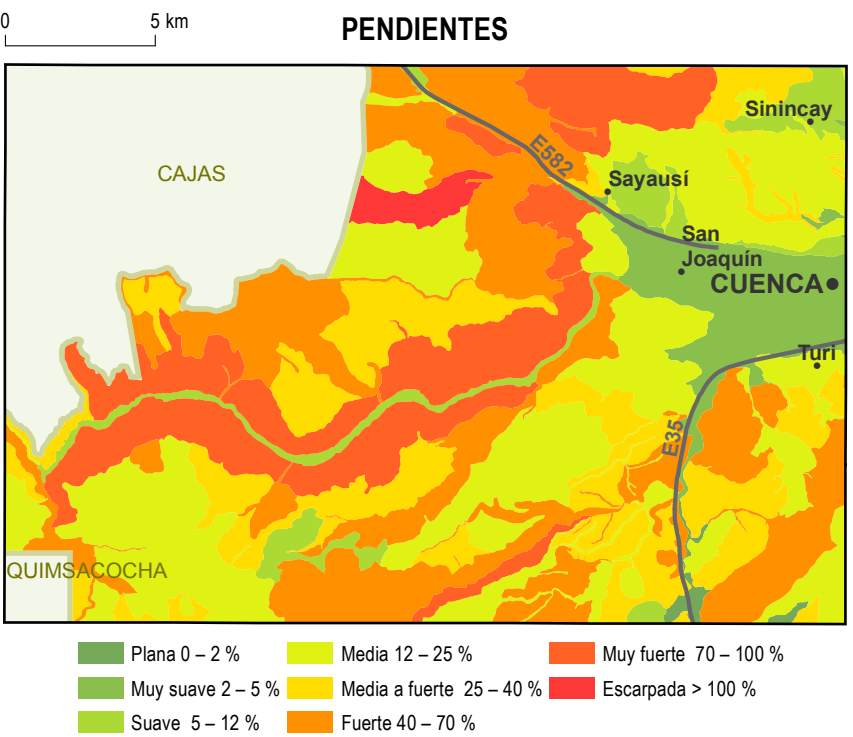 0 5 km
PENDIENTES
Sinincay
E582
CAJAS
Sayausí
San
Joaquín
CUENCA
Turi
E35
QUIMSACOCHA
Plana 0 – 2 %
Muy suave 2 – 5 %
Suave 5 – 12 %
Media 12 – 25 %
Media a fuerte 25 – 40 %
Fuerte 40 – 70 %
Muy fuerte 70 – 100 %
Escarpada > 100 %